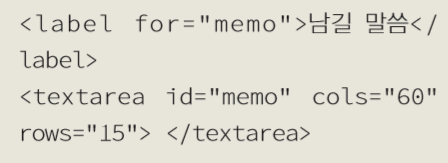 <label for="memo">남길 말씀</
label>
<textarea id="memo" cols="60"
rows="15"> </textarea>